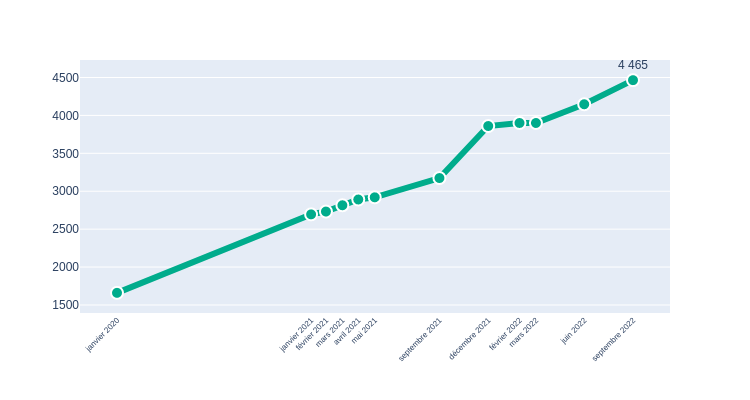 4 465
4500
4000
3500
3000
2500
2000
1500
janvier 2020
janvier 2021
février 2021
mars 2021
avril 2021
mai 2021
septembre 2021
décembre 2021
février 2022
mars 2022
juin 2022
septembre 2022